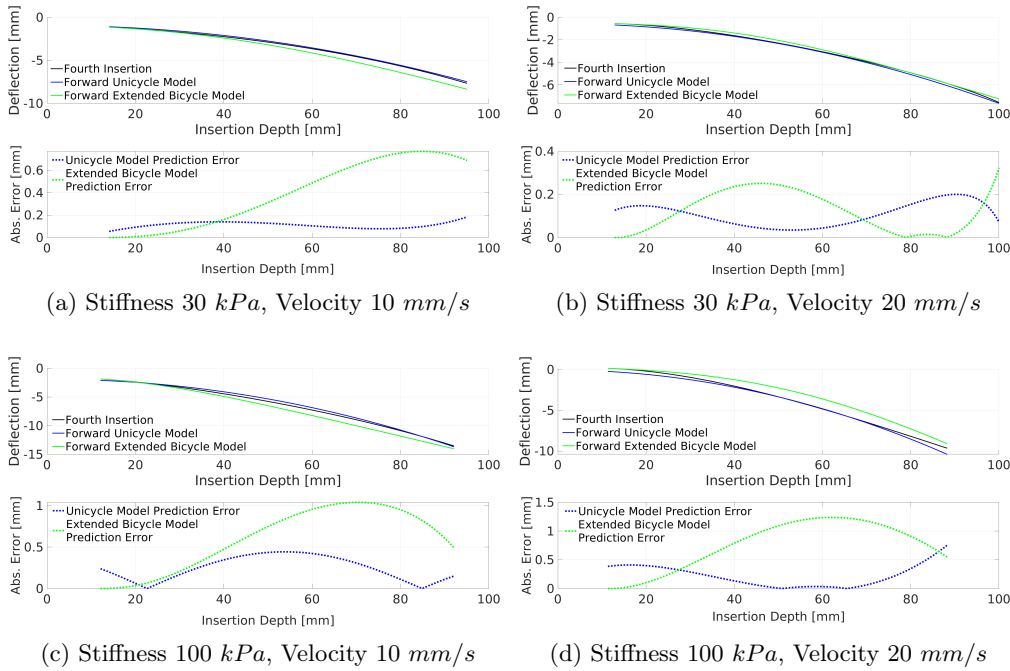 0
-5
-10
Deflection [mm]
Fourth Insertion
Forward Unicycle Model
Forward Extended Bicycle Model
0 20 40 60 80 100
Insertion Depth [mm]
0.6
0.4
0.2
0
Abs. Error [mm]
Unicycle Model Prediction Error
Extended Bicycle Model
Prediction Error
0 20 40 60 80 100
Insertion Depth [mm]
(a) Stiffness 30 kPa, Velocity 10 mm/s
0
-2
-4
-6
Deflection [mm]
Fourth Insertion
Forward Unicycle Model
Forward Extended Bicycle Model
0 20 40 60 80 100
Insertion Depth [mm]
0.4
0.2
0
Abs. Error [mm]
Unicycle Model Prediction Error
Extended Bicycle Model
Prediction Error
0 20 40 60 80 100
Insertion Depth [mm]
(b) Stiffness 30 kPa, Velocity 20 mm/s
0
-5
-10
-15
Deflection [mm]
Fourth Insertion
Forward Unicycle Model
Forward Extended Bicycle Model
0 20 40 60 80 100
Insertion Depth [mm]
1
0.5
0
Abs. Error [mm]
Unicycle Model Prediction Error
Extended Bicycle Model
Prediction Error
0 20 40 60 80 100
Insertion Depth [mm]
(c) Stiffness 100 kPa, Velocity 10 mm/s
0
-5
-10
Deflection [mm]
Fourth Insertion
Forward Unicycle Model
Forward Extended Bicycle Model
0 20 40 60 80 100
Insertion Depth [mm]
1.5
1
0.5
0
Abs. Error [mm]
Unicycle Model Prediction Error
Extended Bicycle Model
Prediction Error
0 20 40 60 80 100
Insertion Depth [mm]
(d) Stiffness 100 kPa, Velocity 20 mm/s